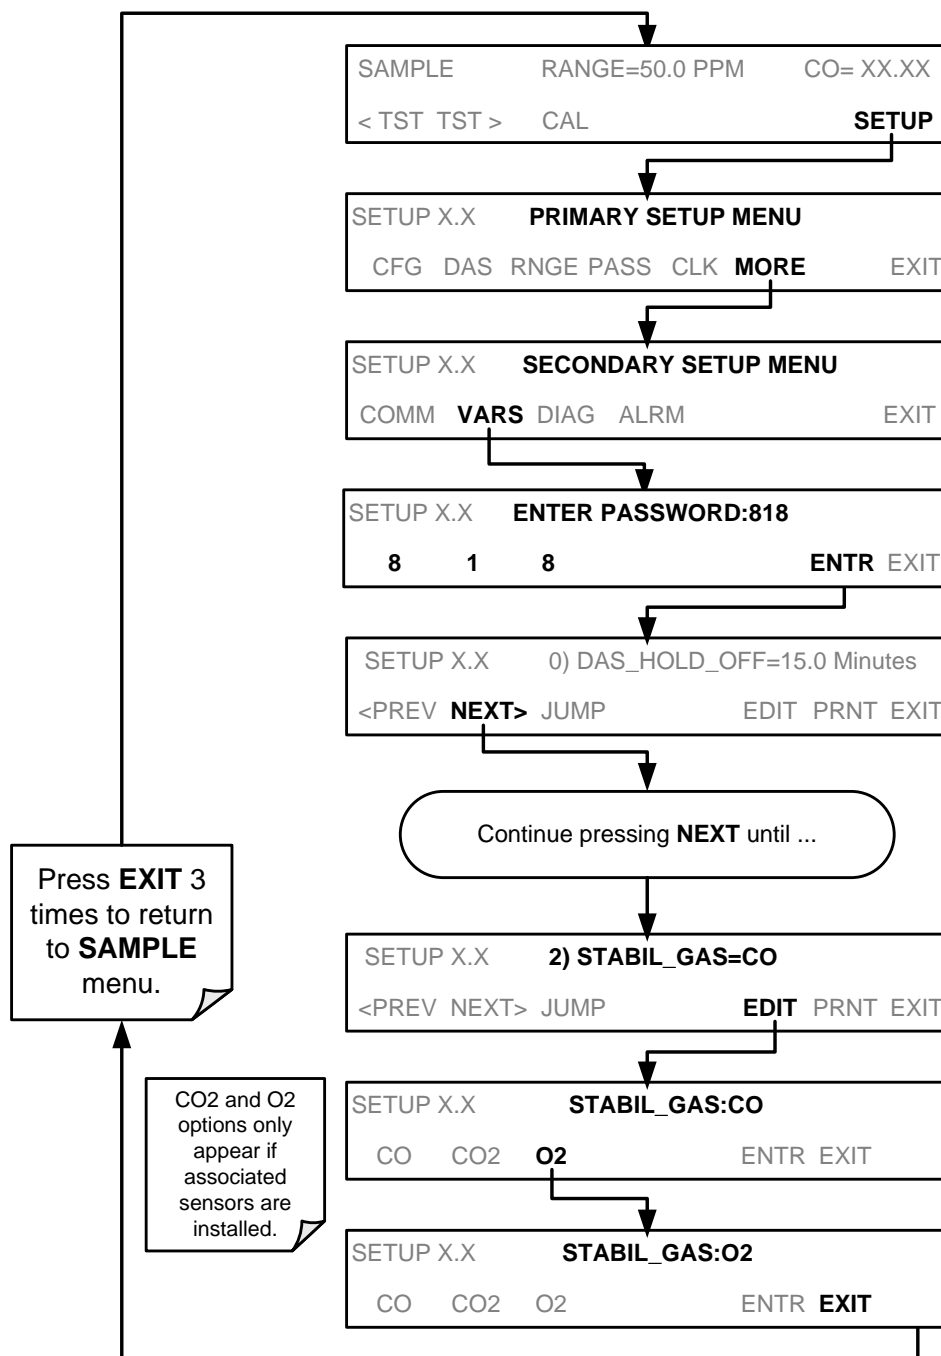 SAMPLE RANGE=50.0 PPM CO= XX.XX
< TST TST > CAL SETUP
SETUP X.X PRIMARY SETUP MENU
CFG DAS RNGE PASS CLK MORE EXIT
SETUP X.X SECONDARY SETUP MENU
COMM VARS DIAG ALRM EXIT
SETUP X.X ENTER PASSWORD:818
8 1 8 ENTR EXIT
SETUP X.X 0) DAS_HOLD_OFF=15.0 Minutes
<PREV NEXT> JUMP EDIT PRNT EXIT
Continue pressing NEXT until ...
Press EXIT 3
times to return
to SAMPLE
menu.
SETUP X.X 2) STABIL_GAS=CO
<PREV NEXT> JUMP EDIT PRNT EXIT
CO2 and O2
options only
appear if
associated
sensors are
installed.
SETUP X.X STABIL_GAS:CO
CO CO2 O2 ENTR EXIT
SETUP X.X STABIL_GAS:O2
CO CO2 O2 ENTR EXIT